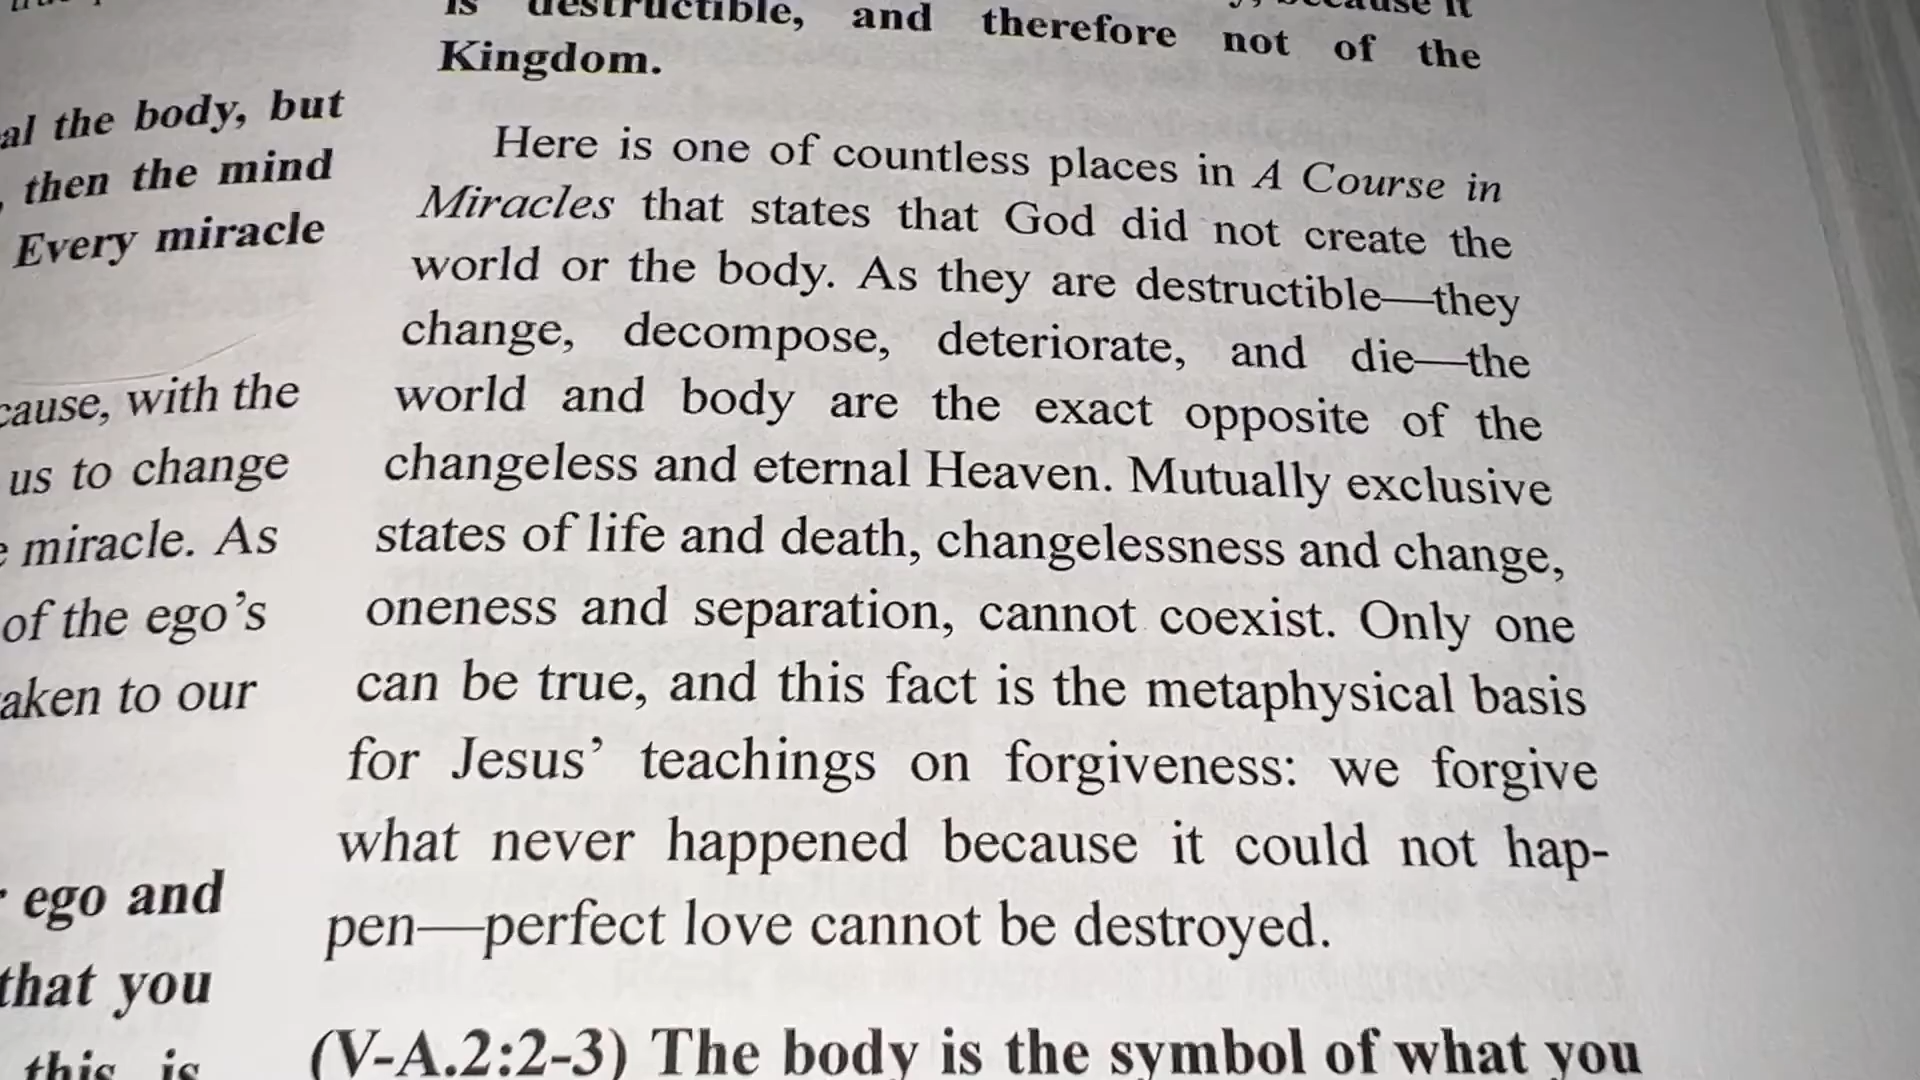 al the body, but
then the mind
Every miracle
cause, with the
us to change
miracle. As
of the ego's
aken to our
ego and
that you
this is
is destructible, and therefore not of the
Kingdom.
Here is one of countless places in A Course in
Miracles that states that God did not create the
world or the body. As they are destructible—they
change, decompose, deteriorate, and die—the
world and body are the exact opposite of the
changeless and eternal Heaven. Mutually exclusive
states of life and death, changelessness and change,
oneness and separation, cannot coexist. Only one
can be true, and this fact is the metaphysical basis
for Jesus' teachings on forgiveness: we forgive
what never happened because it could not hap-
pen—perfect love cannot be destroyed.
(V-A.2:2-3) The body is the symbol of what you